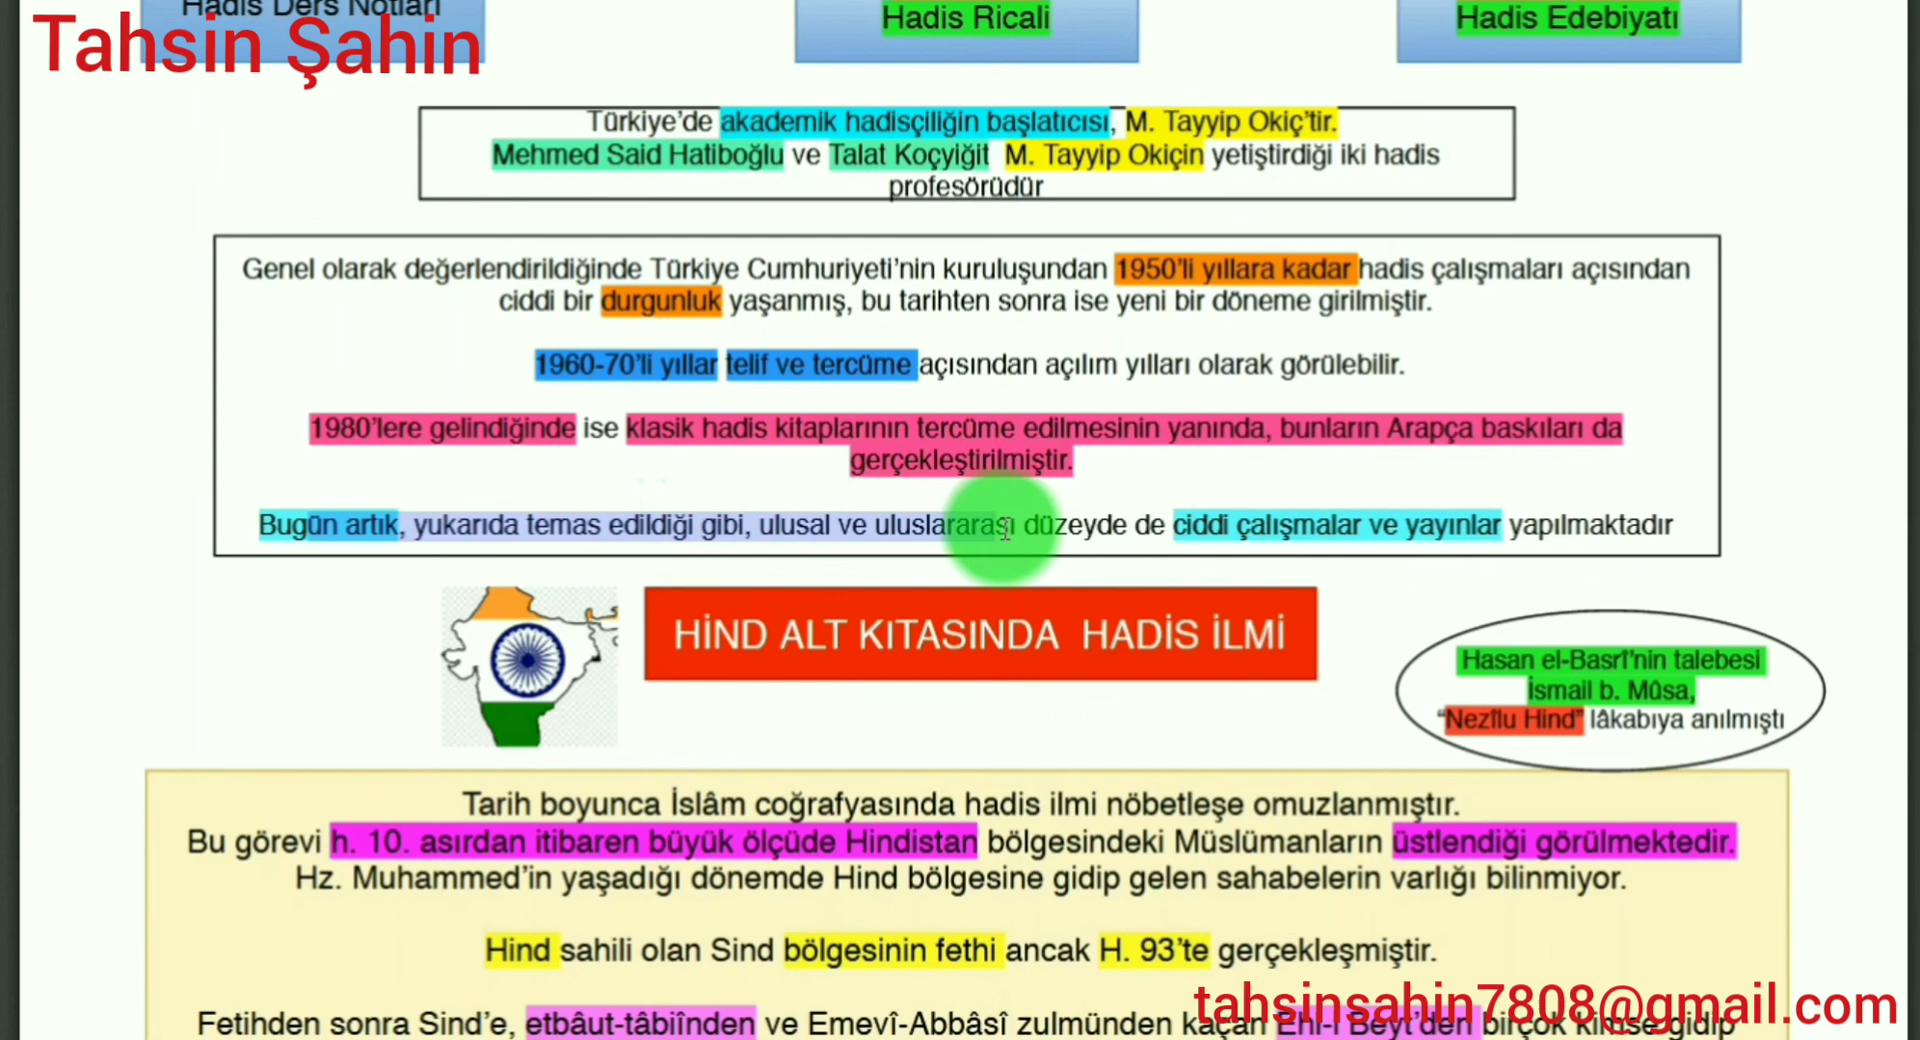 Hadis Ders Notları
Tahsin Şahin
Hadis Ricali
Hadis Edebiyatı
Türkiye’de akademik hadisçiliğin başlatıcısı, M. Tayyip Okiç’tir.
Mehmed Said Hatiboğlu ve Talat Koçyiğit M. Tayyip Okiçin yetiştirdiği iki hadis
profesörüdür
Genel olarak değerlendirildiğinde Türkiye Cumhuriyeti’nin kuruluşundan 1950’li yıllara kadar hadis çalışmaları açısından
ciddi bir durgunluk yaşanmış, bu tarihten sonra ise yeni bir döneme girilmiştir.
1960-70’li yıllar telif ve tercüme açısından açılım yılları olarak görülebilir.
1980’lere gelindiğinde ise klasik hadis kitaplarının tercüme edilmesinin yanında, bunların Arapça baskıları da
gerçekleştirilmiştir.
Bugün artık, yukarıda temas edildiği gibi, ulusal ve uluslararası düzeyde de ciddi çalışmalar ve yayınlar yapılmaktadır
HİND ALT KITASINDA HADİS İLMİ
Hasan el-Basrî’nin talebesi
İsmail b. Mûsa,
“Nezîlu Hind” lâkabıya anılmıştı
Tarih boyunca İslâm coğrafyasında hadis ilmi nöbetleşe omuzlanmıştır.
Bu görevi h. 10. asırdan itibaren büyük ölçüde Hindistan bölgesindeki Müslümanların üstlendiği görülmektedir.
Hz. Muhammed’in yaşadığı dönemde Hind bölgesine gidip gelen sahabelerin varlığı bilinmiyor.
Hind sahili olan Sind bölgesinin fethi ancak H. 93’te gerçekleşmiştir.
tahsinsahin7808@gmail.com
Fetihden sonra Sind’e, etbâut-tâbiînden ve Emevî-Abbâsî zulmünden kaçan Ehl-i Beyt’den birçok kimse gidip